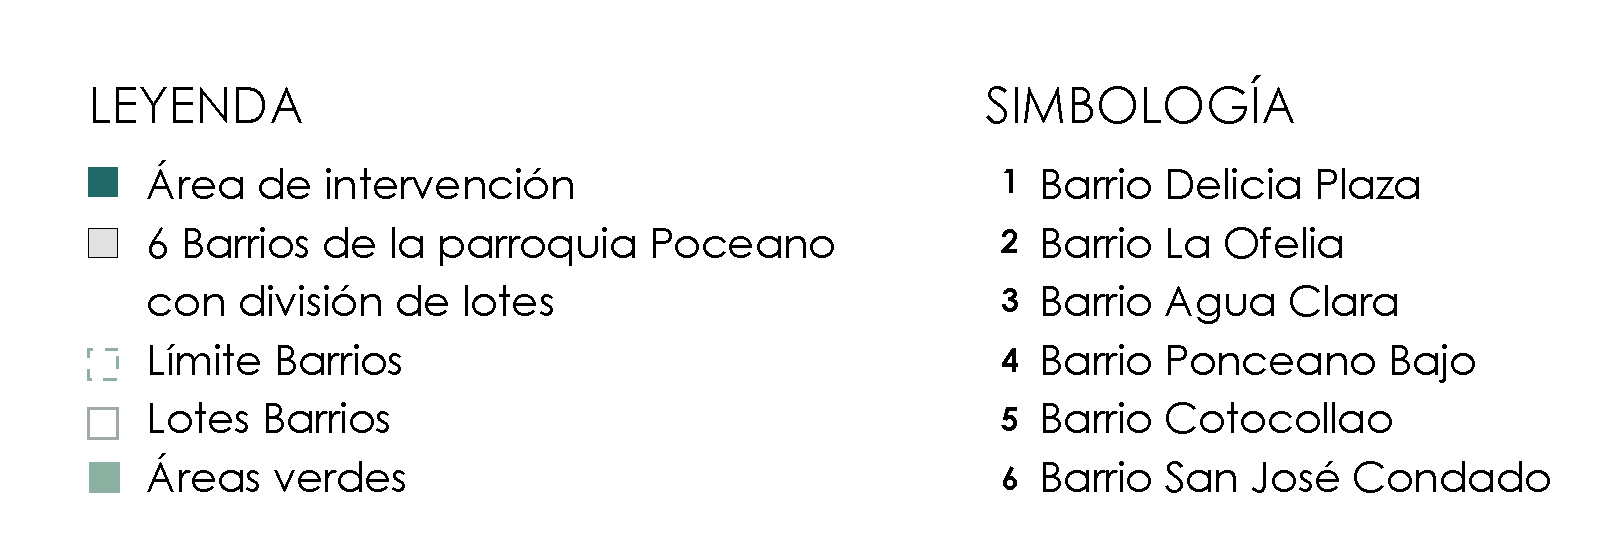 LEYENDA
Área de intervención
6 Barrios de la parroquia Poceano
con división de lotes
Límite Barrios
Lotes Barrios
Áreas verdes
SIMBOLOGÍA
1 Barrio Delicia Plaza
2 Barrio La Ofelia
3 Barrio Agua Clara
4 Barrio Ponceano Bajo
5 Barrio Cotocollao
6 Barrio San José Condado